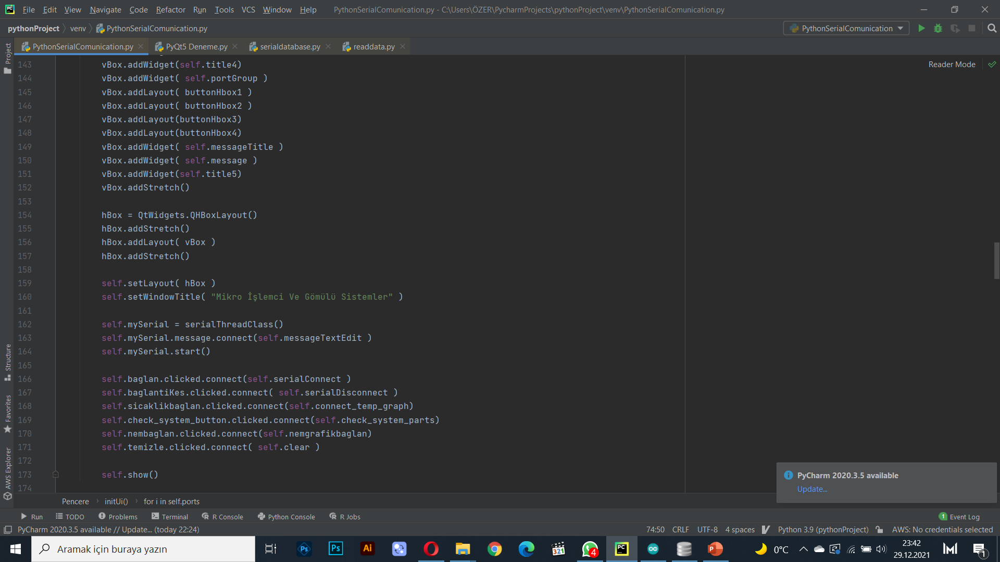 File Edit View Navigate Code Refactor Run Tools VCS Window Help PythonSerialComunication.py - C:\Users\ÖZER\PycharmProjects\pythonProject\venv\PythonSerialComunication.py
pythonProject venv PythonSerialComunication.py PythonSerialComunication
PythonSerialComunication.py PyQt5 Deneme.py serialdatabase.py readdata.py
Project
Reader Mode
143 vBox.addWidget(self.title4)
144 vBox.addWidget( self.portGroup )
145 vBox.addLayout( buttonHbox1 )
146 vBox.addLayout( buttonHbox2 )
147 vBox.addLayout(buttonHbox3)
148 vBox.addLayout(buttonHbox4)
149 vBox.addWidget( self.messageTitle )
150 vBox.addWidget( self.message )
151 vBox.addWidget(self.title5)
152 vBox.addStretch()
153
154 hBox = QtWidgets.QHBoxLayout()
155 hBox.addStretch()
156 hBox.addLayout( vBox )
157 hBox.addStretch()
158
159 self.setLayout( hBox )
160 self.setWindowTitle( "Mikro İşlemci Ve Gömülü Sistemler" )
161
162 self.mySerial = serialThreadClass()
163 self.mySerial.message.connect(self.messageTextEdit )
164 self.mySerial.start()
165
166 self.baglan.clicked.connect(self.serialConnect )
167 self.baglantiKes.clicked.connect( self.serialDisconnect )
168 self.sicaklikbaglan.clicked.connect(self.connect_temp_graph)
169 self.check_system_button.clicked.connect(self.check_system_parts)
170 self.nembaglan.clicked.connect(self.nemgrafikbaglan)
171 self.temizle.clicked.connect( self.clear )
172
173 self.show()
174
Structure
Favorites
AWS Explorer
PyCharm 2020.3.5 available
Update...
Pencere initUi() for i in self.ports
Run TODO Problems Terminal R Console Python Console R Jobs 1 Event Log
PyCharm 2020.3.5 available // Update... (today 22:24) 74:50 CRLF UTF-8 4 spaces Python 3.9 (pythonProject) AWS: No credentials selected
Aramak için buraya yazın Ps Ps Ai 321 4 PC P 0°C 23:42
29.12.2021 1